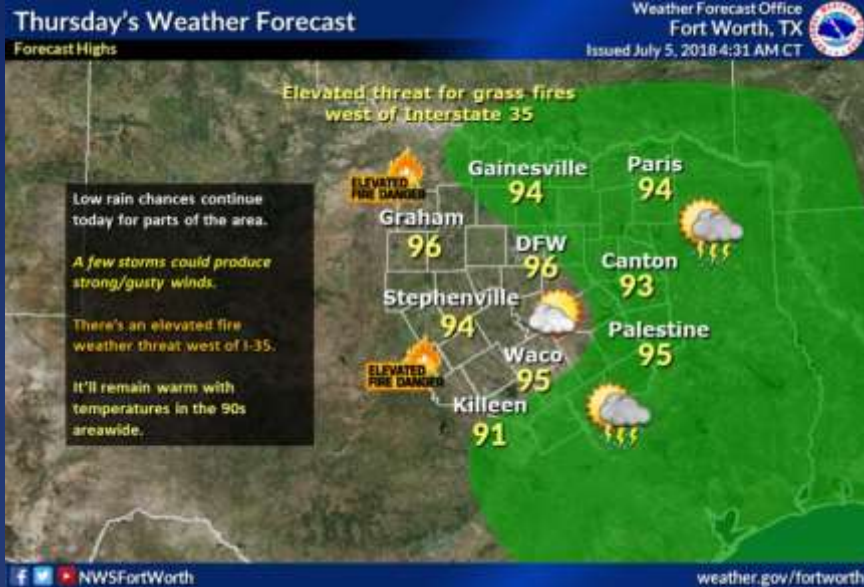 Thursday's Weather Forecast
Forecast Highs
Weather Forecast Office
Fort Worth, TX
Issued July 5, 2018 4:31 AM CT
Elevated threat for grass fires
west of Interstate 35
ELEVATED
FIRE DANGER
Gainesville
94
Paris
94
Low rain chances continue
today for parts of the area.
A few storms could produce
strong/gusty winds.
There's an elevated fire
weather threat west of I-35.
It'll remain warm with
temperatures in the 90s
areawide.
Graham
96
DFW
96
Canton
93
Stephenville
94
Palestine
95
Waco
95
ELEVATED
FIRE DANGER
Killeen
91
NWSFortWorth
weather.gov/fortworth